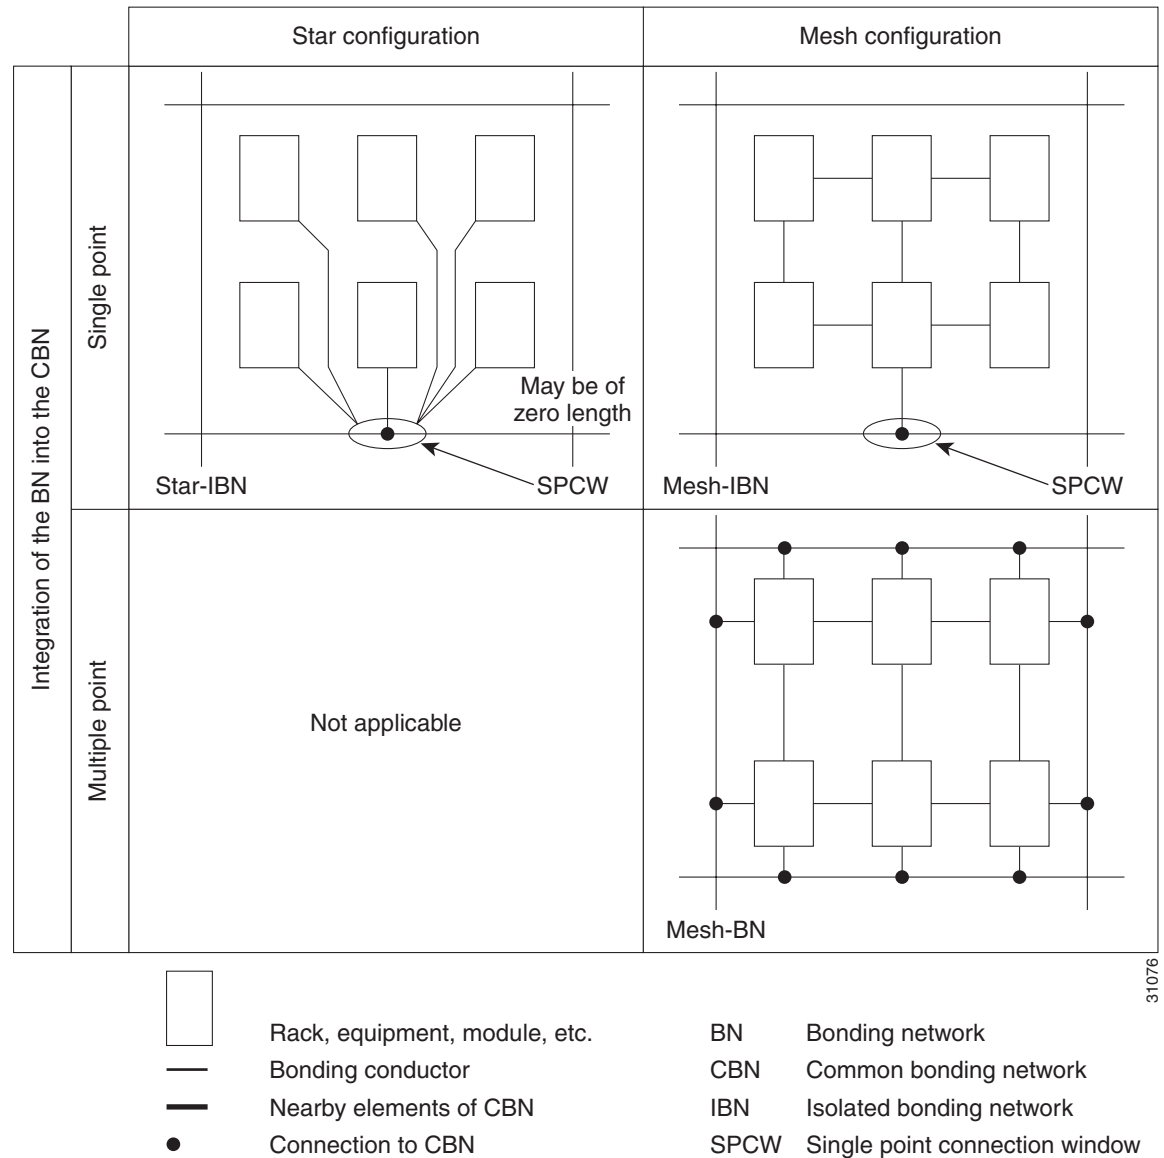 Star configuration
Mesh configuration
Integration of the BN into the CBN
Single point
May be of
zero length
Star-IBN
SPCW
Mesh-IBN
SPCW
Multiple point
Not applicable
Mesh-BN
31076
Rack, equipment, module, etc.
Bonding conductor
Nearby elements of CBN
Connection to CBN
BN Bonding network
CBN Common bonding network
IBN Isolated bonding network
SPCW Single point connection window